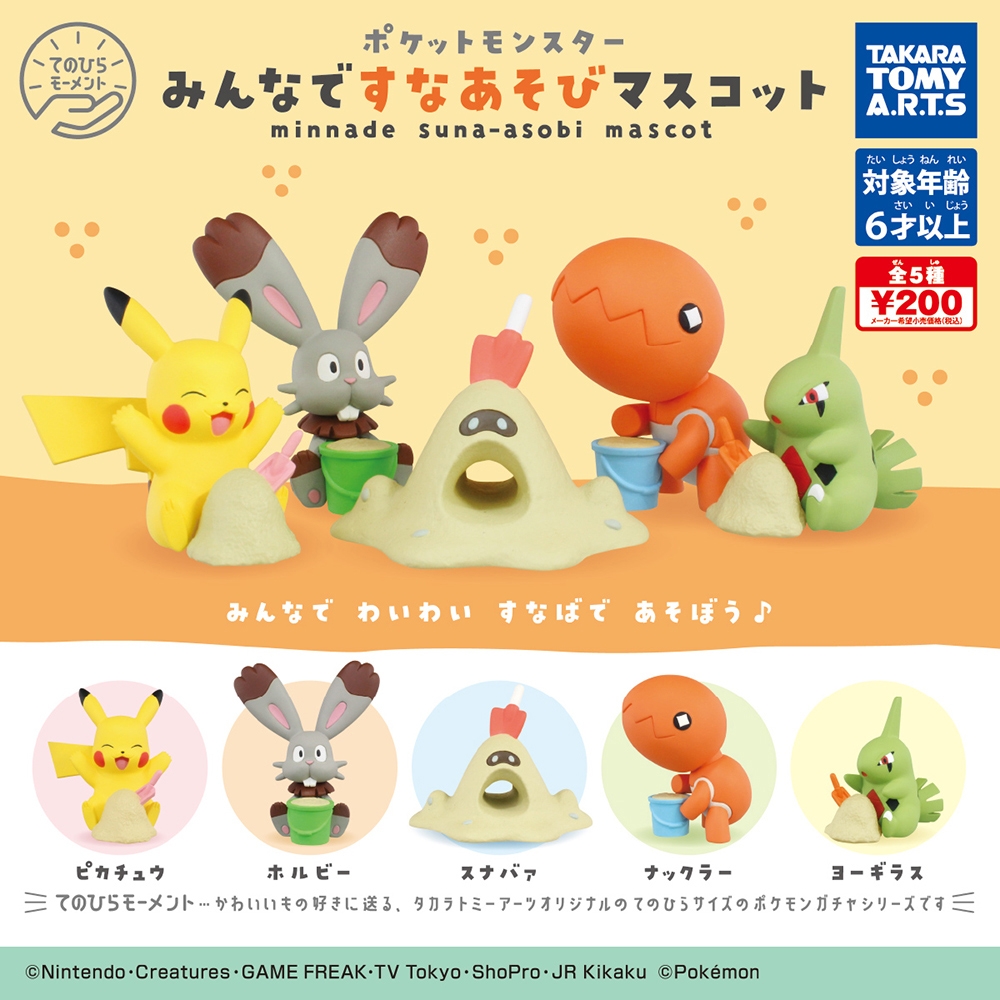 てのひら
モーメント
ポケットモンスター
みんなですなあそびマスコット
minnade suna-asobi mascot
TAKARA
TOMY
A.R.T.S
たいしょうねんれい
対象年齢
さいいじょう
6才以上
ぜん しゅ
全5種
¥200
メーカー希望小売価格(税込)
みんなで わいわい すなばで あそぼう♪
ピカチュウ
ホルビー
スナバァ
ナックラー
ヨーギラス
てのひらモーメント…かわいいもの好きに送る、タカラトミーアーツオリジナルのてのひらサイズのポケモンガチャシリーズです
©Nintendo・Creatures・GAME FREAK・TV Tokyo・ShoPro・JR Kikaku ©Pokémon